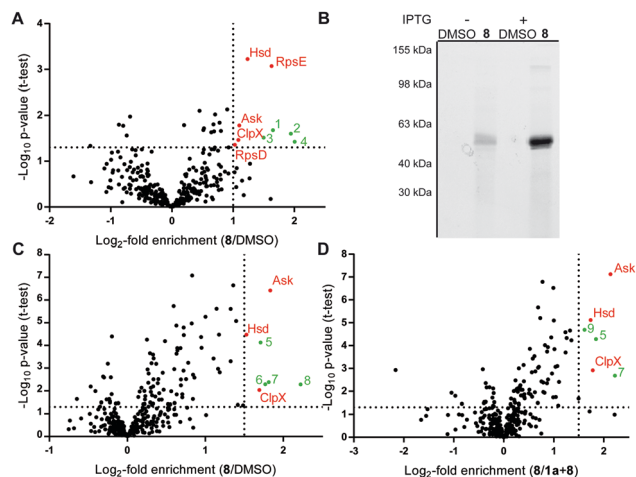 A
4
3
2
1
0
-2
-1
0
1
2
-Log10 p-value (t-test)
Log2-fold enrichment (8/DMSO)
Hsd
RpsE
Ask
1
2
ClpX
3
4
RpsD
B
IPTG - +
DMSO 8 DMSO 8
155 kDa
98 kDa
63 kDa
40 kDa
30 kDa
C
8
7
6
5
4
3
2
1
0
-1
0
1
2
-Log10 p-value (t-test)
Log2-fold enrichment (8/DMSO)
Ask
Hsd
5
6
7
8
ClpX
D
8
7
6
5
4
3
2
1
0
-3
-2
-1
0
1
2
-Log10 p-value (t-test)
Log2-fold enrichment (8/1a+8)
Ask
Hsd
9
5
ClpX
7